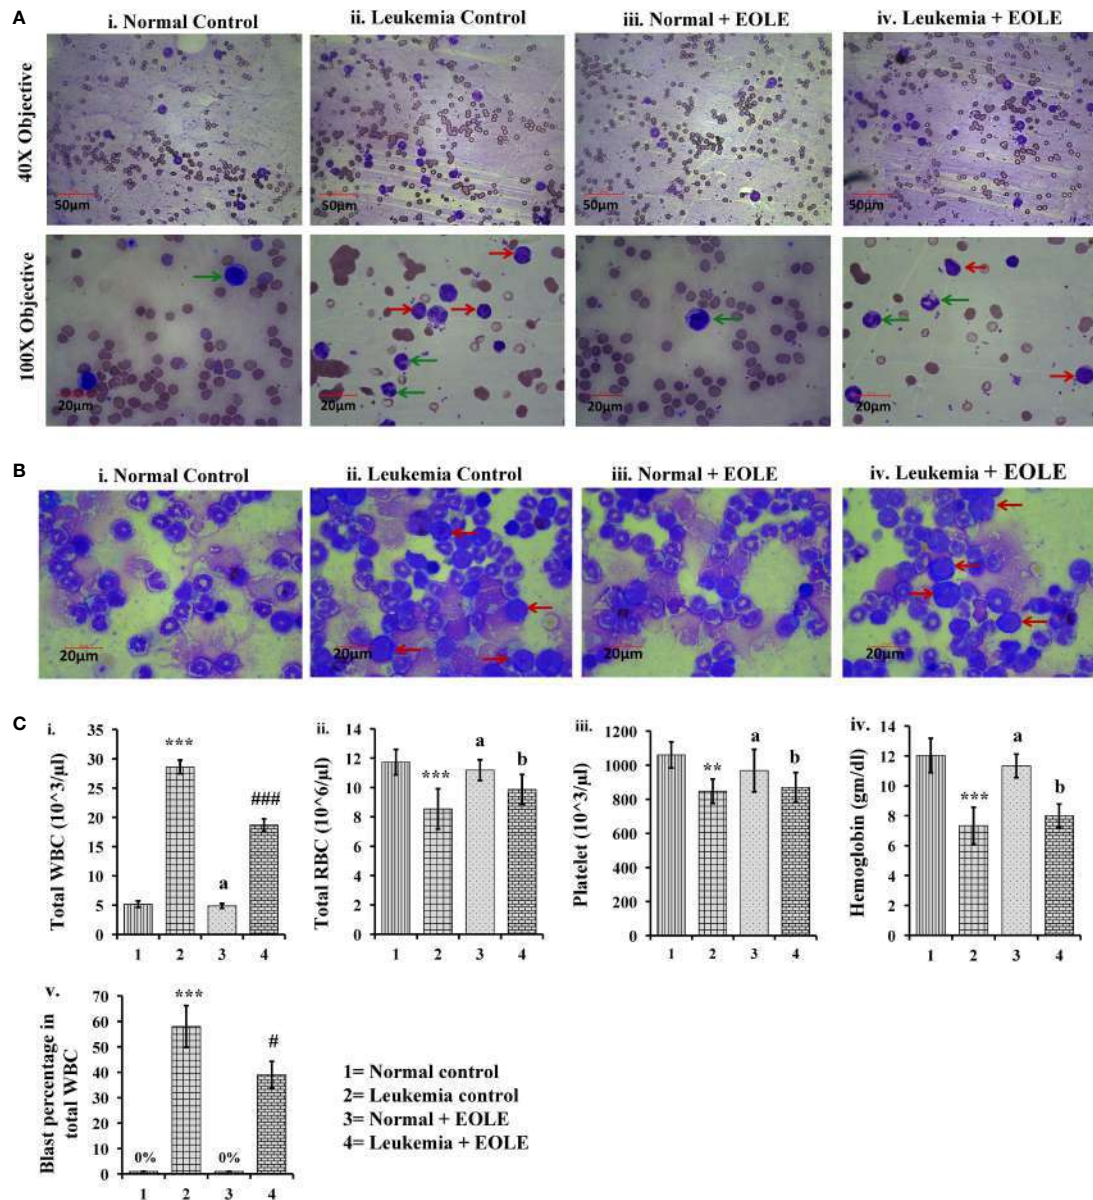 A
i. Normal Control
ii. Leukemia Control
iii. Normal + EOLE
iv. Leukemia + EOLE
40X Objective
50μm
50μm
50μm
50μm
100X Objective
20μm
20μm
20μm
20μm
B
i. Normal Control
ii. Leukemia Control
iii. Normal + EOLE
iv. Leukemia + EOLE
20μm
20μm
20μm
20μm
C
i.
Total WBC (10^3/μl)
35
30
25
20
15
10
5
0
***
a
###
1 2 3 4
ii.
Total RBC (10^6/μl)
14
12
10
8
6
4
2
0
***
a
b
1 2 3 4
iii.
Platelet (10^3/μl)
1200
1000
800
600
400
200
0
**
a
b
1 2 3 4
iv.
Hemoglobin (gm/dl)
14
12
10
8
6
4
2
0
***
a
b
1 2 3 4
v.
Blast percentage in
total WBC
70
60
50
40
30
20
10
0
0%
***
0%
#
1 2 3 4
1= Normal control
2= Leukemia control
3= Normal + EOLE
4= Leukemia + EOLE